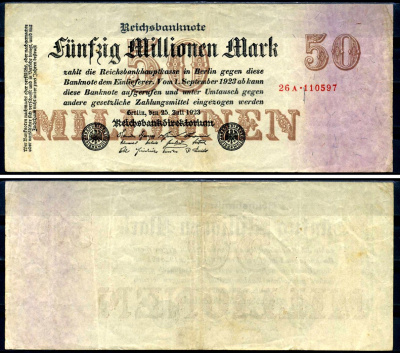 Reichsbanknote
Fünfzig Millionen Mark
50
zahlt die Reichsbankhauptkasse in Berlin gegen diese
Banknote dem Einlieferer. Vom 1. September 1923 ab kann
diese Banknote aufgerufen und unter Umtausch gegen
andere gesetzliche Zahlungsmittel eingezogen werden
26A·110597
50
MILLIONEN
Berlin, den 25. Juli 1923
Reichsbankdirektorium